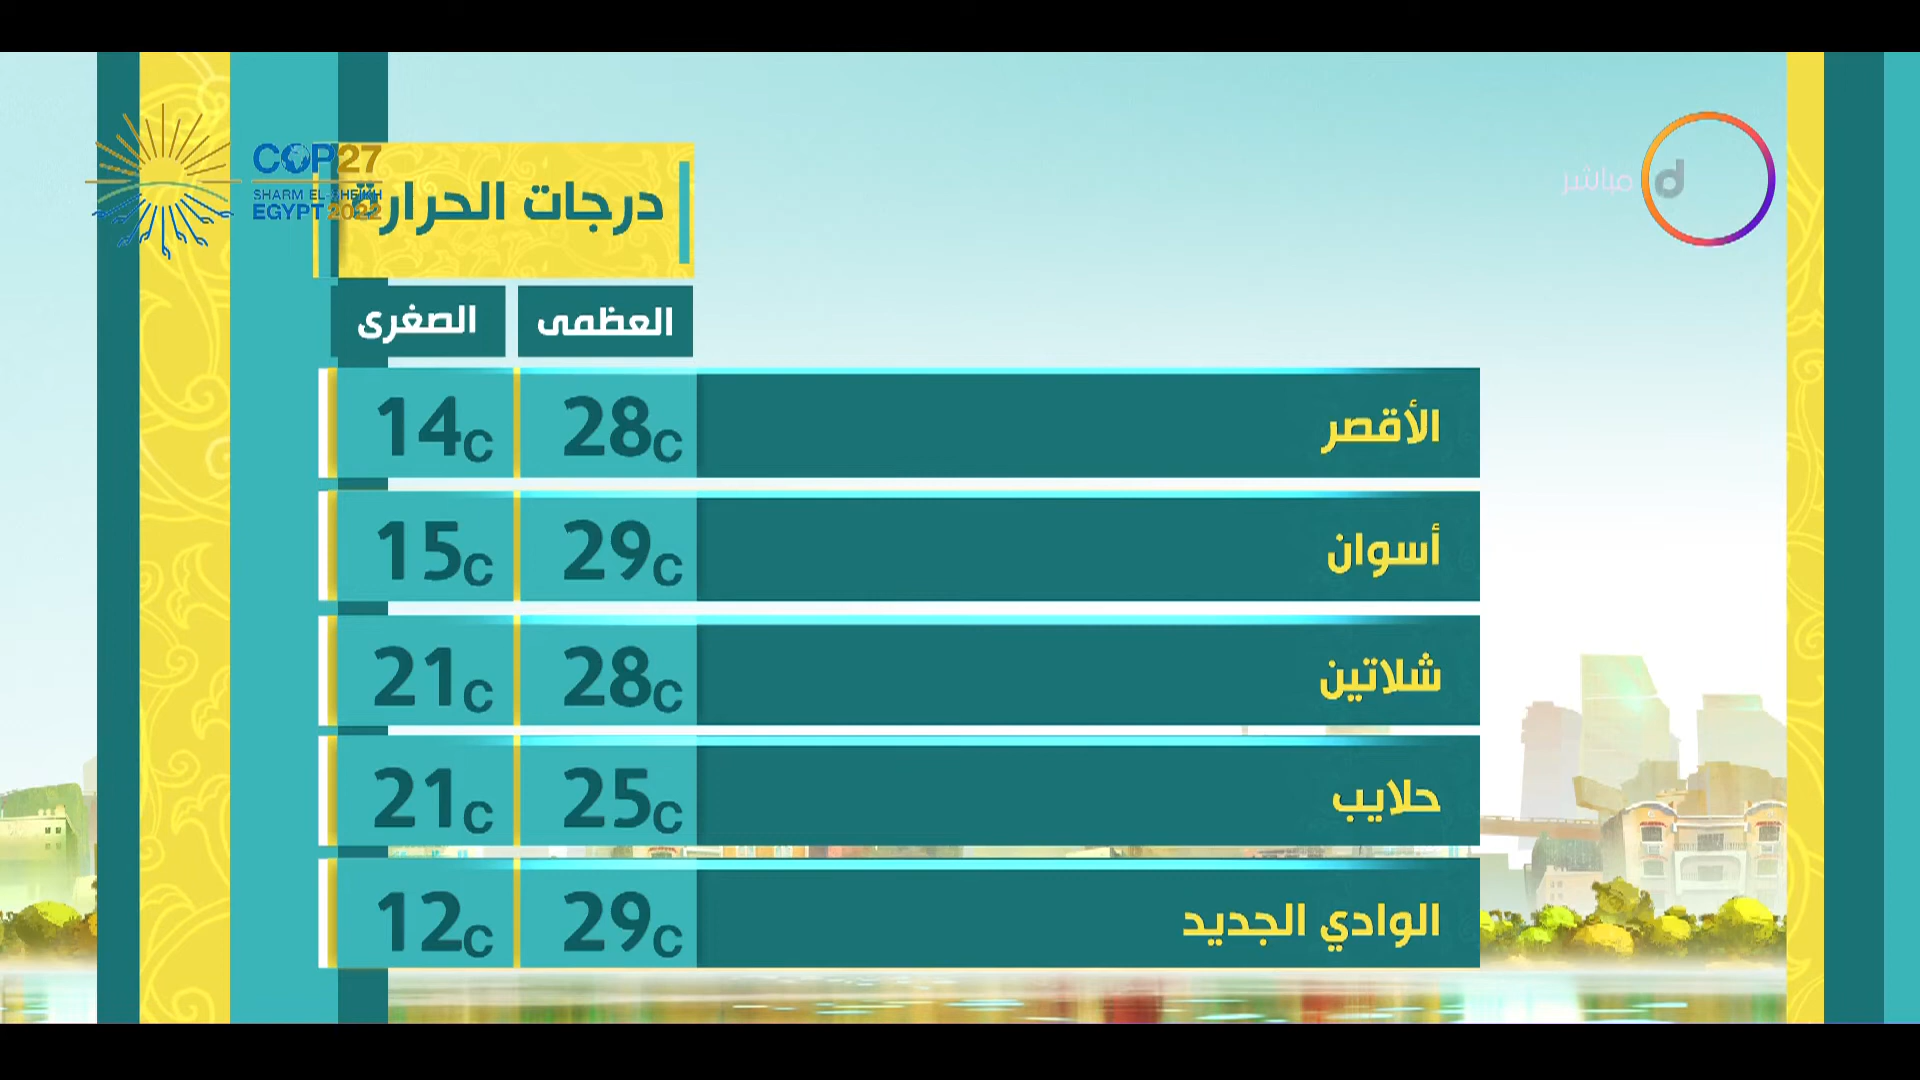 COP27
SHARM EL-SHEIKH
EGYPT 2022
مباشر d
درجات الحرارة
العظمى الصغرى
الأقصر 28C 14C
أسوان 29C 15C
شلاتين 28C 21C
حلايب 25C 21C
الوادي الجديد 29C 12C